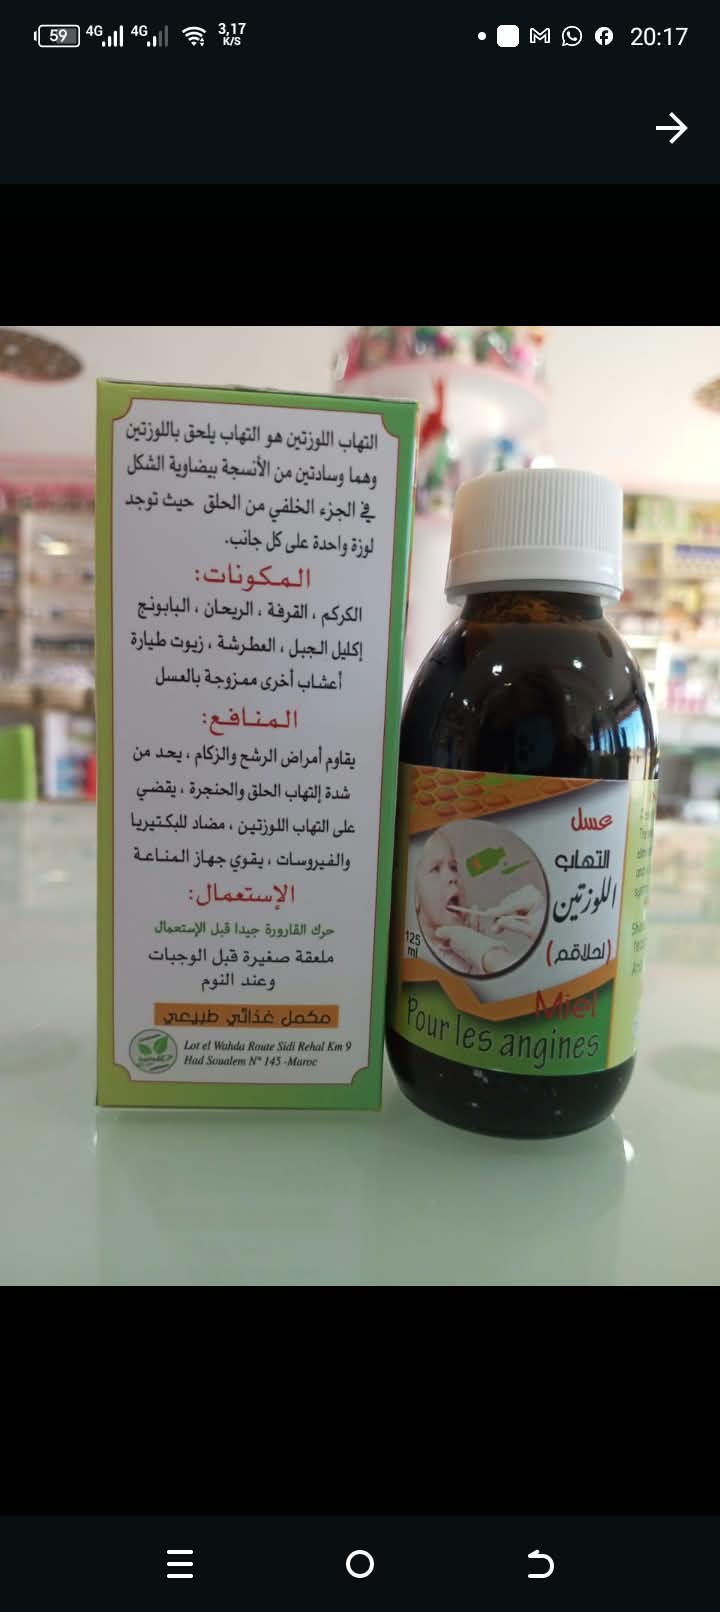 59 4G 4G 3,17 K/S 20:17
التهاب اللوزتين هو التهاب يلحق باللوزتين
وهما وسادتين من الأنسجة بيضاوية الشكل
في الجزء الخلفي من الحلق حيث توجد
لوزة واحدة على كل جانب.
المكونات:
الكركم ، القرفة ، الريحان ، البابونج
إكليل الجبل ، العطرشة ، زيوت طيارة
أعشاب أخرى ممزوجة بالعسل
المنافع:
يقاوم أمراض الرشح والزكام ، يحد من
شدة إلتهاب الحلق والحنجرة ، يقضي
على التهاب اللوزتين ، مضاد للبكتيريا
والفيروسات ، يقوي جهاز المناعة
الإستعمال:
حرك القارورة جيدا قبل الإستعمال
ملعقة صغيرة قبل الوجبات
وعند النوم
مكمل غذائي طبيعي
Lot el Wahda Route Sidi Rehal Km 9
Had Soualem N° 145 -Maroc
عسل
التهاب
اللوزتين
(لحلاقم)
125
ml
Miel
Pour les angines